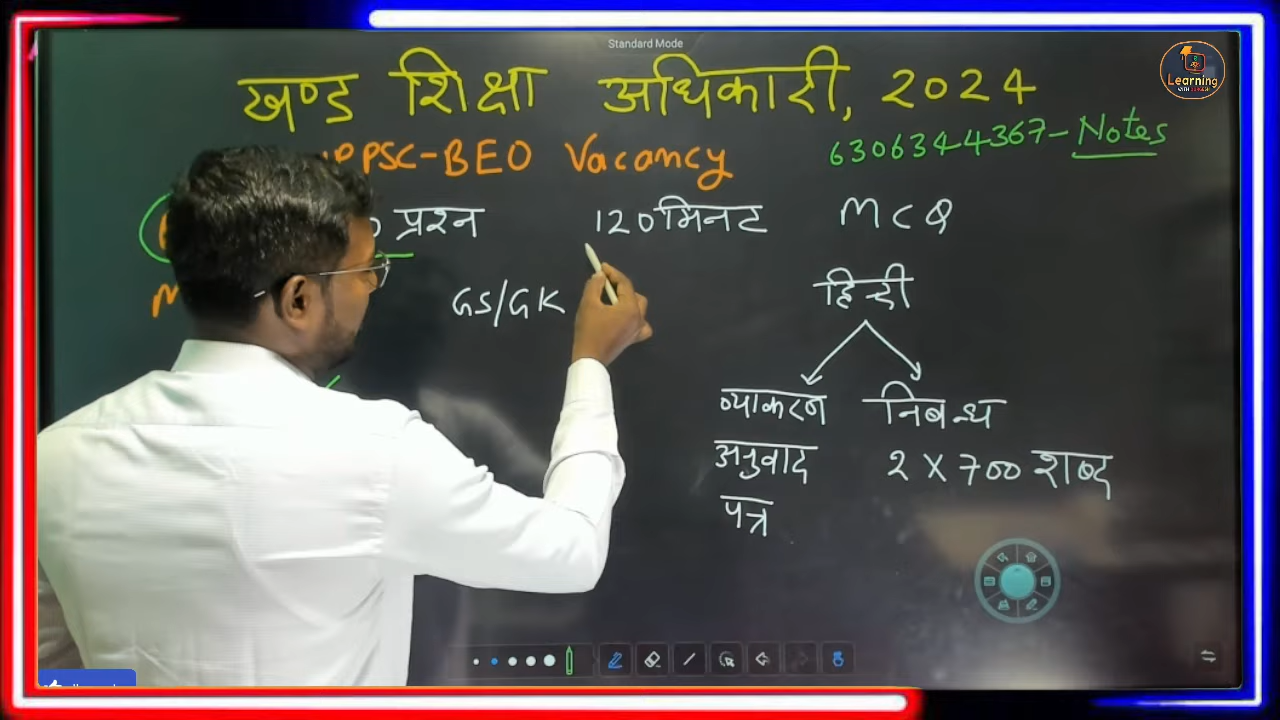 Standard Mode
खण्ड शिक्षा अधिकारी, 2024
Learning
PPSC-BEO Vacancy
6306344367-Notes
प्रश्न 120 मिनट MCQ
GS/GK
हिन्दी
व्याकरण निबन्ध
अनुवाद 2 X 700 शब्द
पत्र